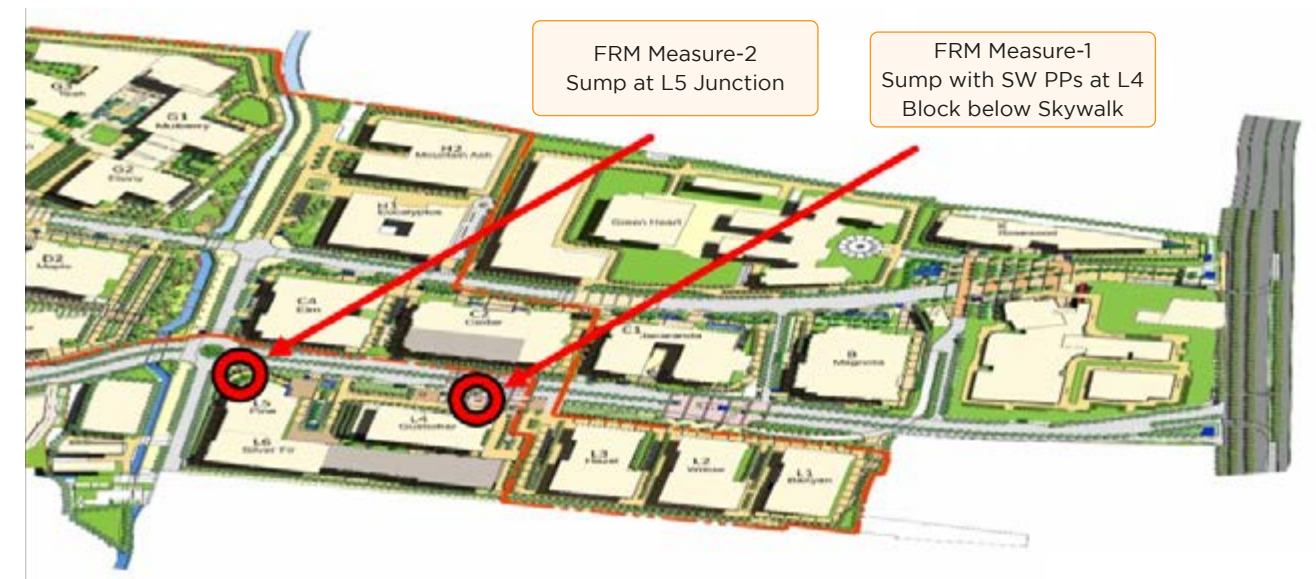 FRM Measure-2
Sump at L5 Junction
FRM Measure-1
Sump with SW PPs at L4
Block below Skywalk
G3
G1
Mulberry
G2
Ebony
H2
Mountain Ash
H1
Eucalyptus
Green Heart
K
D2
Maple
C4
Elm
Cedar
C1
Jacaranda
B
Magnolia
L5
Pine
L4
L6
Silver Fir
L3
Hazel
L2
L1
Banyan